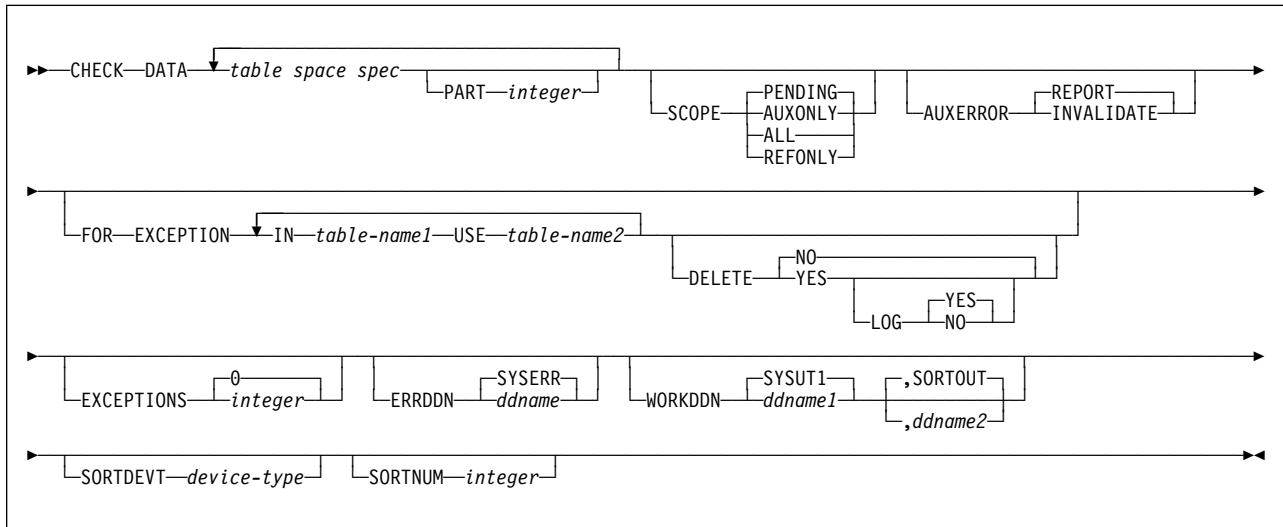 CHECK DATA table space spec
PART integer
SCOPE PENDING
AUXONLY
ALL
REFONLY
AUXERROR REPORT
INVALIDATE
FOR EXCEPTION IN table-name1 USE table-name2
DELETE NO
YES
LOG YES
NO
EXCEPTIONS 0
integer
ERRDDN SYSERR
ddname
WORKDDN SYSUT1
ddname1
,SORTOUT
,ddname2
SORTDEVT device-type
SORTNUM integer